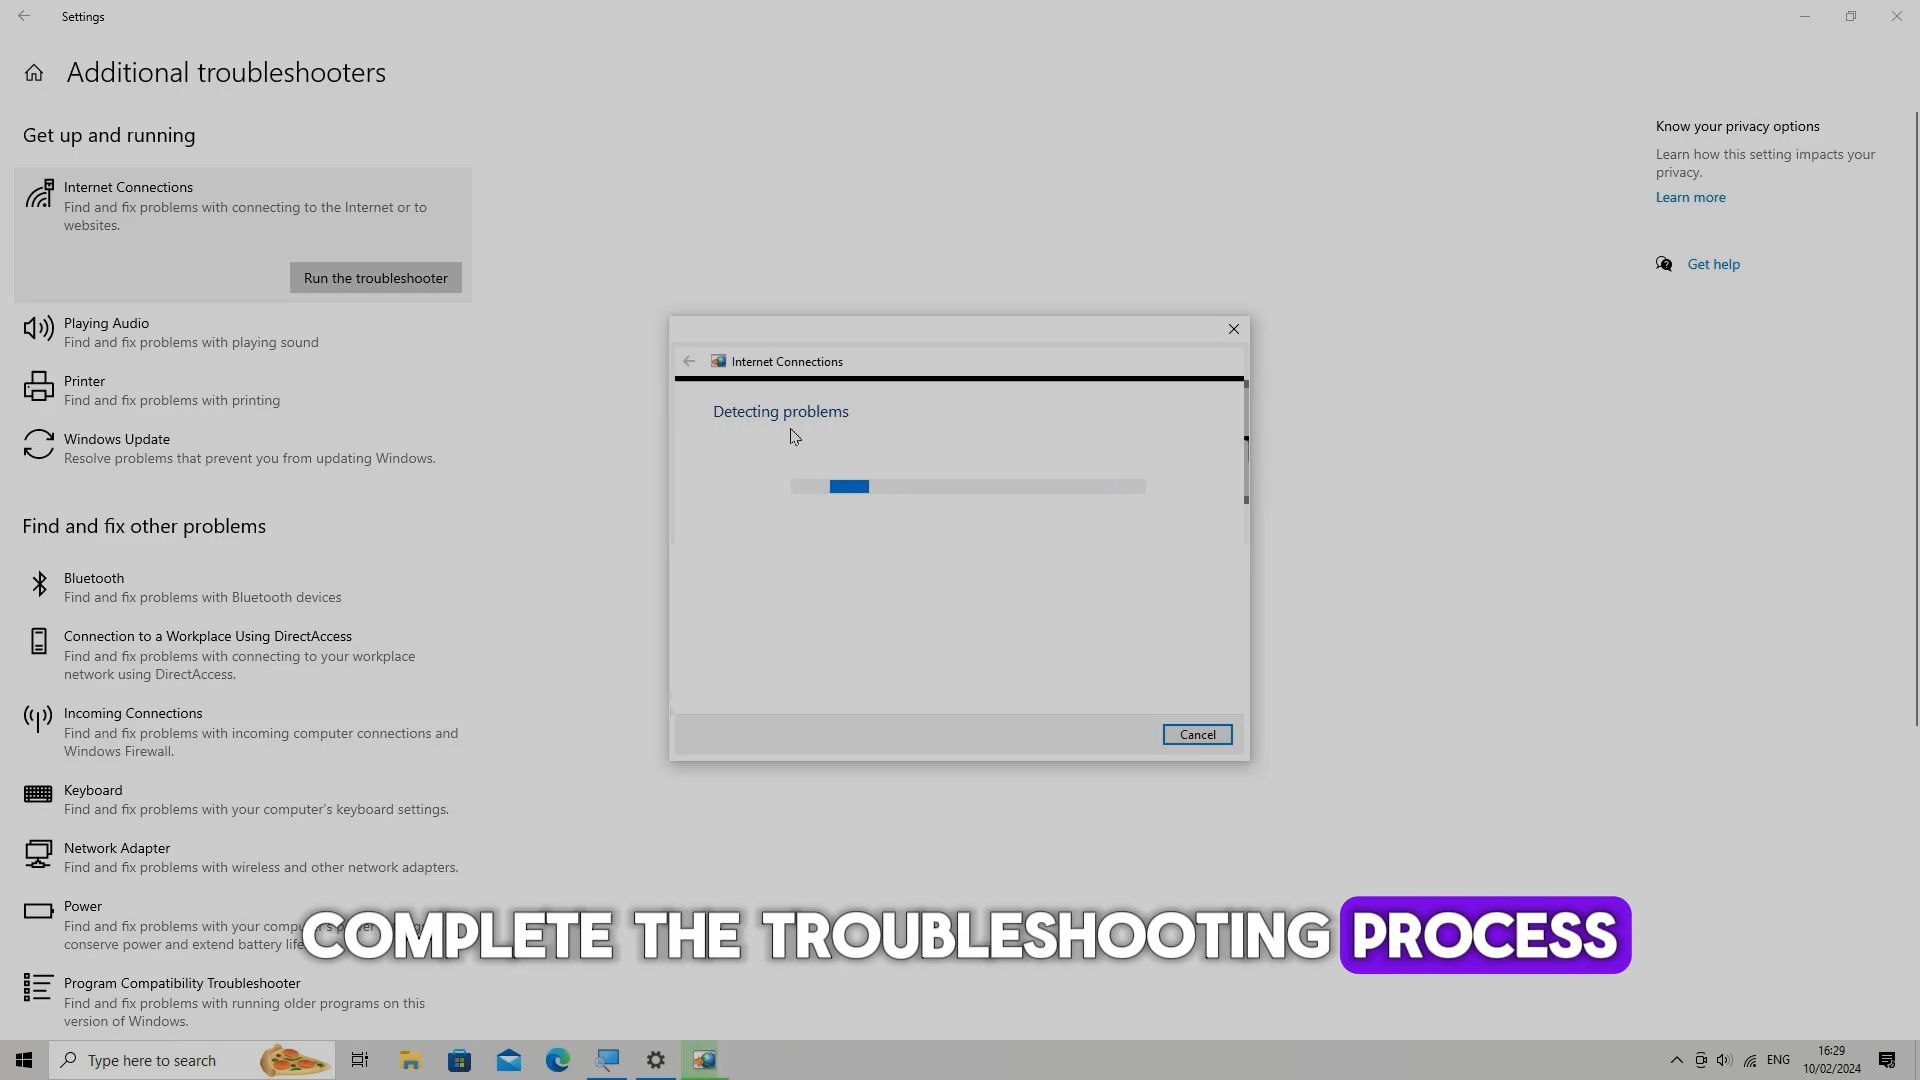 Settings
Additional troubleshooters
Get up and running
Internet Connections
Find and fix problems with connecting to the Internet or to
websites.
Run the troubleshooter
Playing Audio
Find and fix problems with playing sound
Printer
Find and fix problems with printing
Windows Update
Resolve problems that prevent you from updating Windows.
Find and fix other problems
Bluetooth
Find and fix problems with Bluetooth devices
Connection to a Workplace Using DirectAccess
Find and fix problems with connecting to your workplace
network using DirectAccess.
Incoming Connections
Find and fix problems with incoming computer connections and
Windows Firewall.
Keyboard
Find and fix problems with your computer's keyboard settings.
Network Adapter
Find and fix problems with wireless and other network adapters.
Power
Find and fix problems with your
conserve power and extend battery life
Program Compatibility Troubleshooter
Find and fix problems with running older programs on this
version of Windows.
Know your privacy options
Learn how this setting impacts your
privacy.
Learn more
Get help
Internet Connections
Detecting problems
Cancel
COMPLETE THE TROUBLESHOOTING PROCESS
Type here to search
ENG
16:29
10/02/2024